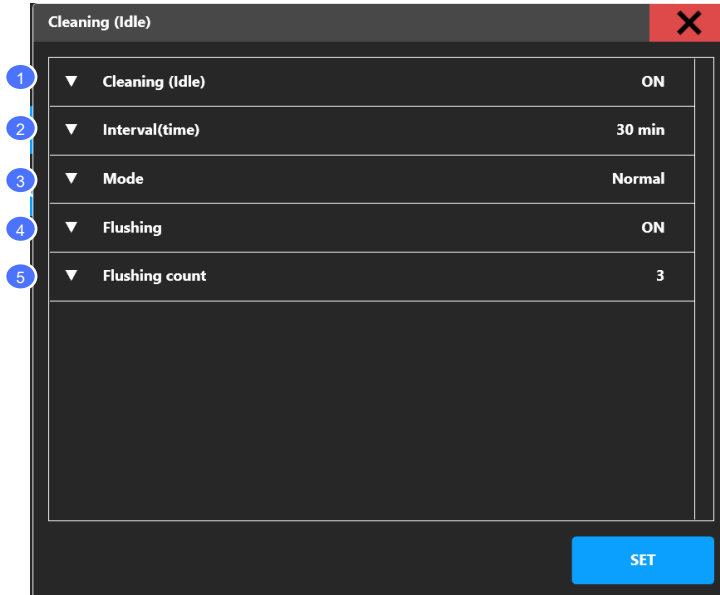 Cleaning (Idle)
1 Cleaning (Idle) ON
2 Interval(time) 30 min
3 Mode Normal
4 Flushing ON
5 Flushing count 3
SET